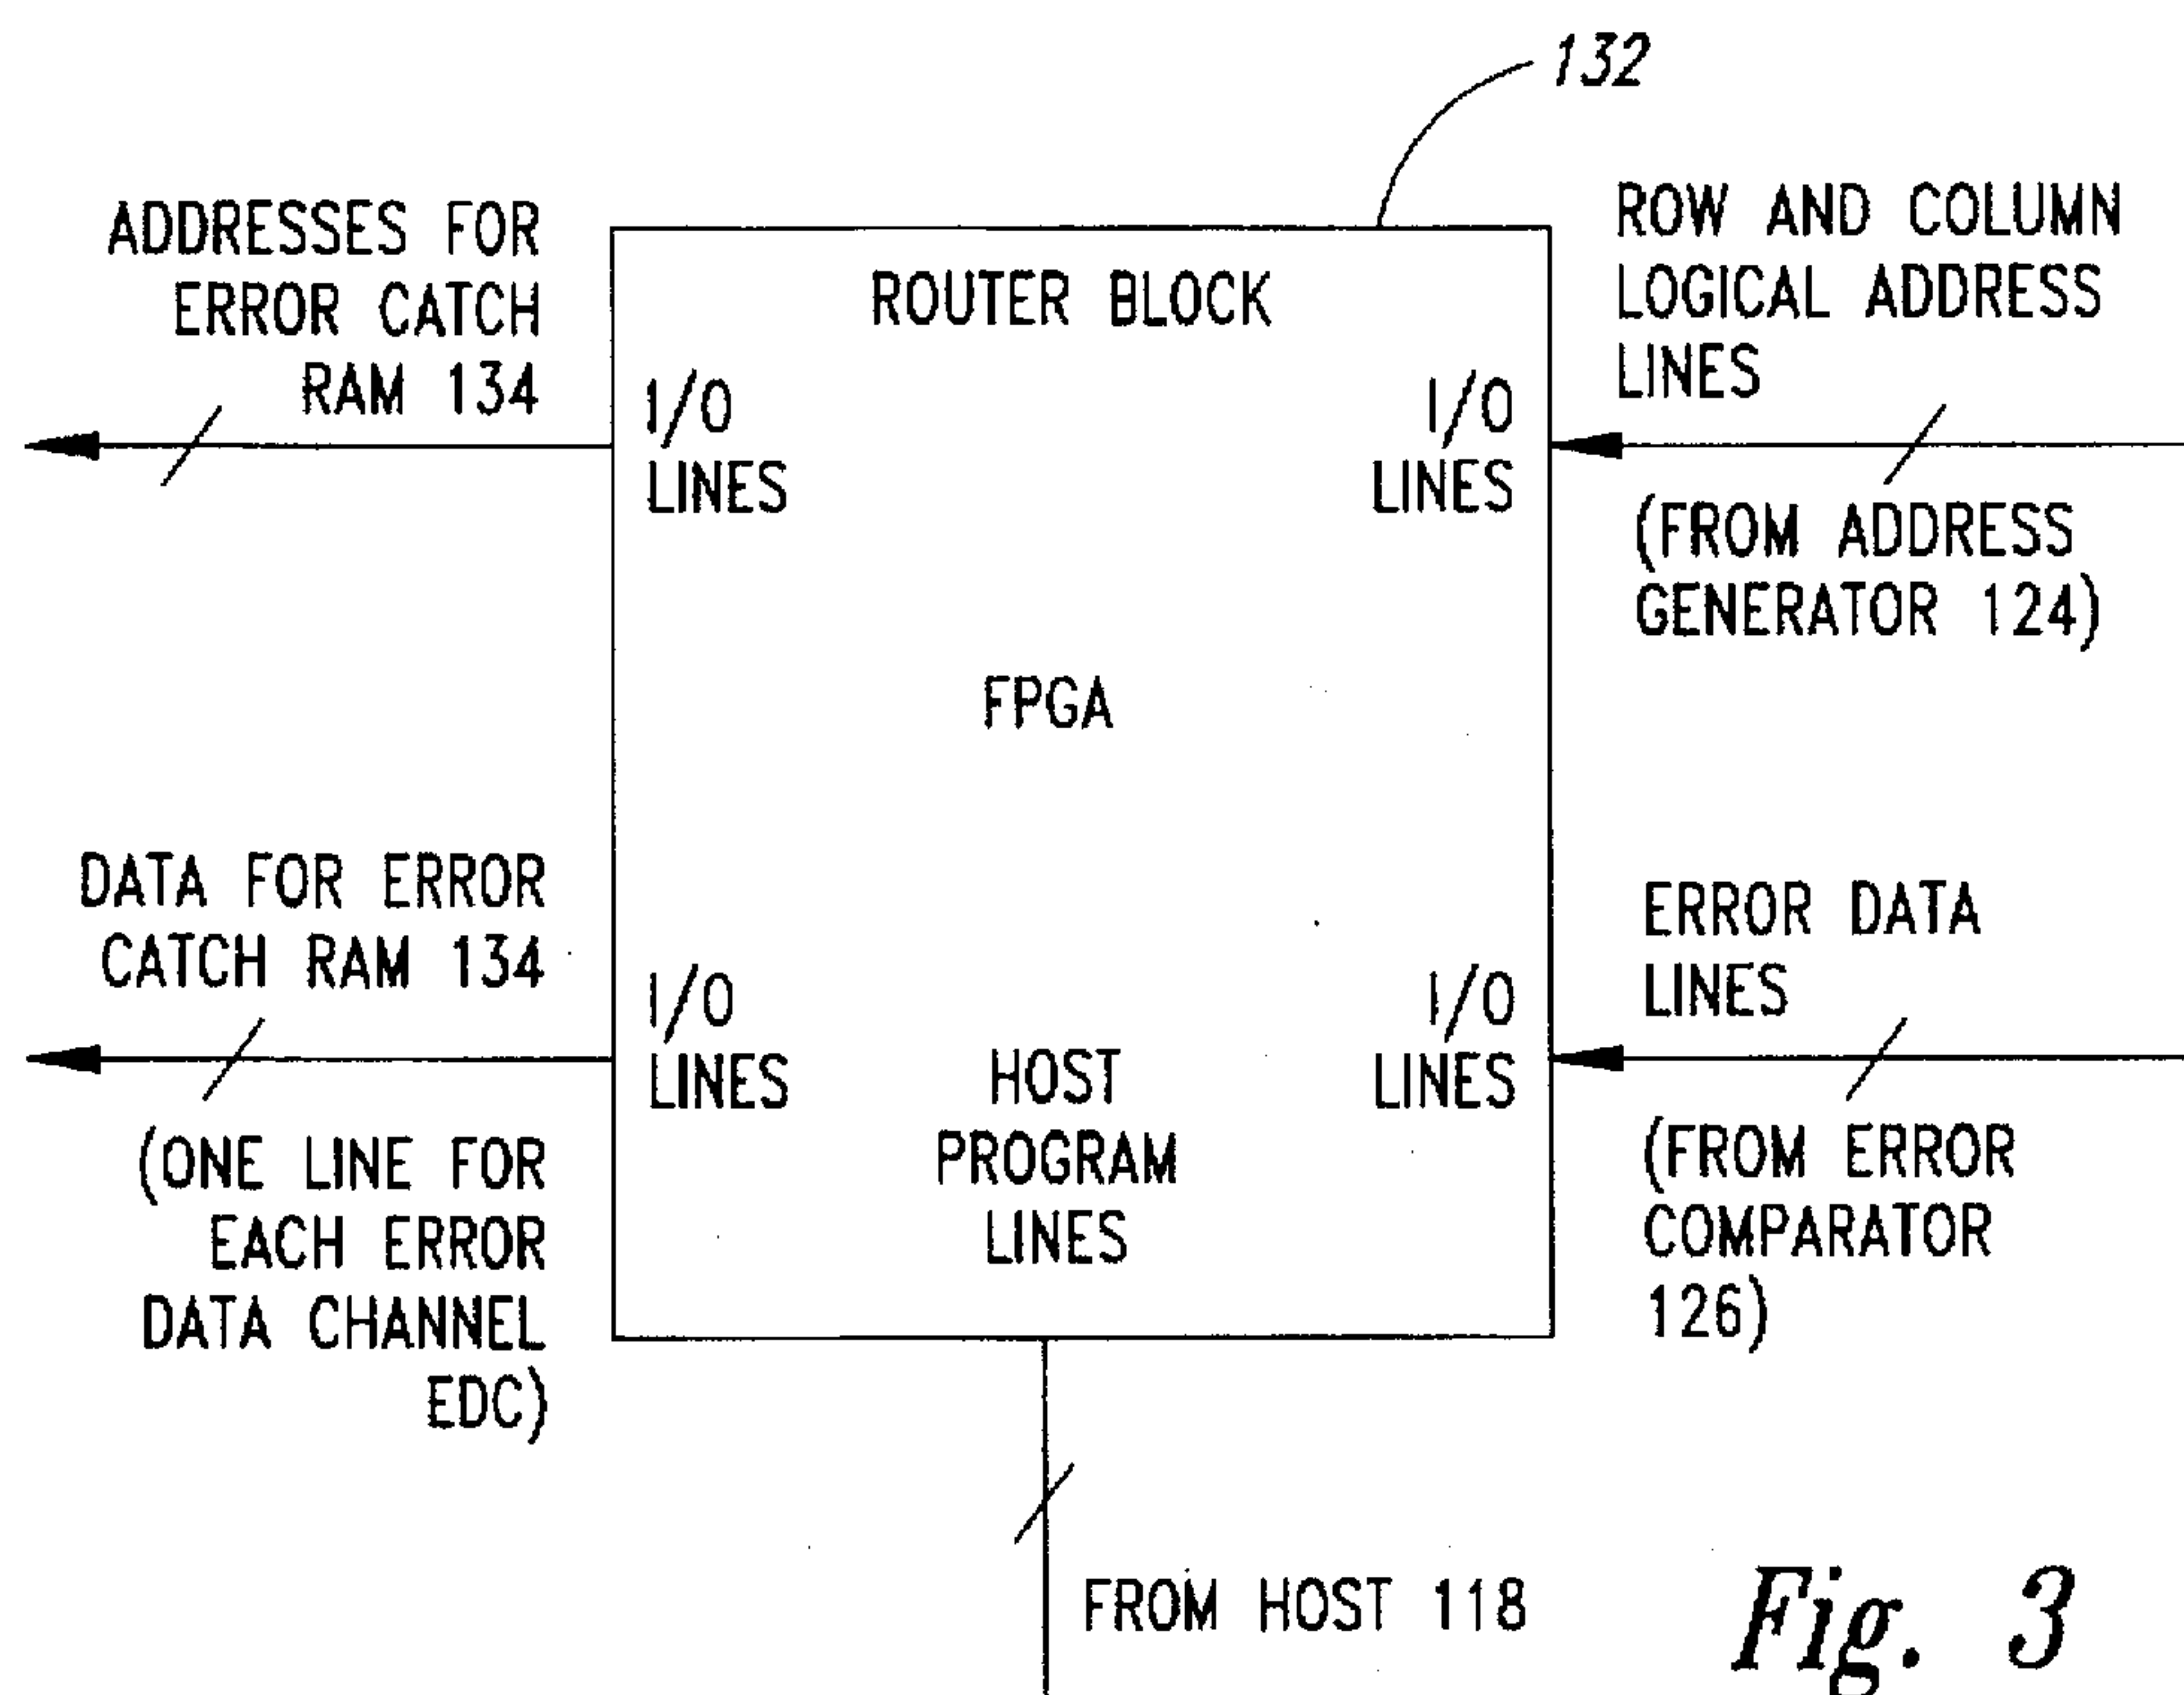 132
ADDRESSES FOR
ERROR CATCH
RAM 134
ROUTER BLOCK
I/O
LINES
I/O
LINES
ROW AND COLUMN
LOGICAL ADDRESS
LINES
(FROM ADDRESS
GENERATOR 124)
FPGA
DATA FOR ERROR
CATCH RAM 134
(ONE LINE FOR
EACH ERROR
DATA CHANNEL
EDC)
I/O
LINES
HOST
PROGRAM
LINES
I/O
LINES
ERROR DATA
LINES
(FROM ERROR
COMPARATOR
126)
FROM HOST 118
Fig. 3